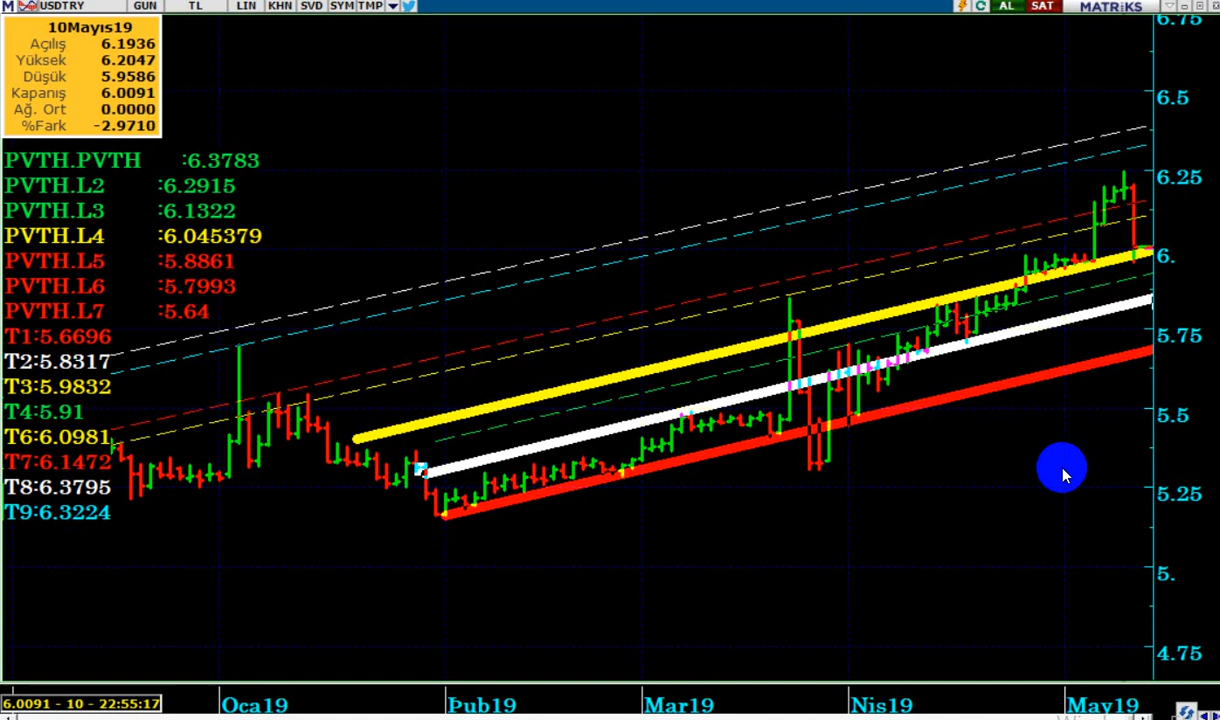 USDTRY GUN TL LIN KHN SVD SYM TMP AL SAT MATRiKS
10Mayıs19
Açılış 6.1936
Yüksek 6.2047
Düşük 5.9586
Kapanış 6.0091
Ağ. Ort 0.0000
%Fark -2.9710
PVTH.PVTH :6.3783
PVTH.L2 :6.2915
PVTH.L3 :6.1322
PVTH.L4 :6.045379
PVTH.L5 :5.8861
PVTH.L6 :5.7993
PVTH.L7 :5.64
T1:5.6696
T2:5.8317
T3:5.9832
T4:5.91
T6:6.0981
T7:6.1472
T8:6.3795
T9:6.3224
6.75
6.5
6.25
6.
5.75
5.5
5.25
5.
4.75
6.0091 - 10 - 22:55:17
Oca19 Þub19 Mar19 Nis19 May19